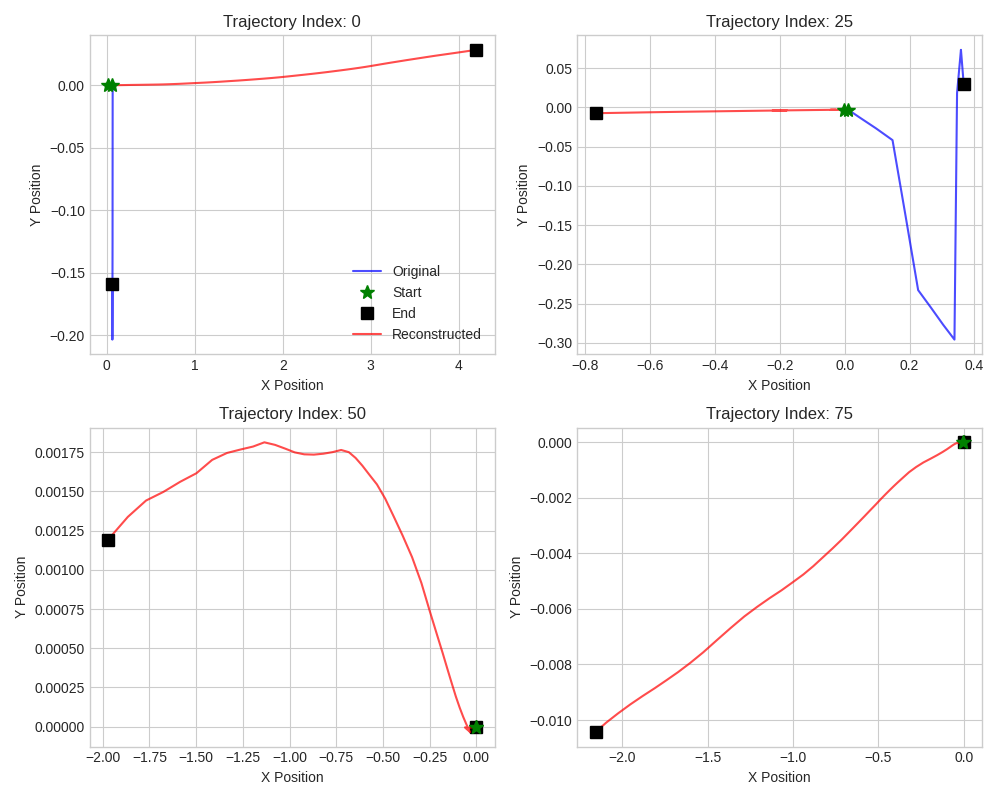 Trajectory Index: 0
0.00
−0.05
−0.10
−0.15
−0.20
Y Position
0 1 2 3 4
X Position
Original
Start
End
Reconstructed
Trajectory Index: 25
0.05
0.00
−0.05
−0.10
−0.15
−0.20
−0.25
−0.30
Y Position
−0.8 −0.6 −0.4 −0.2 0.0 0.2 0.4
X Position
Trajectory Index: 50
0.00175
0.00150
0.00125
0.00100
0.00075
0.00050
0.00025
0.00000
Y Position
−2.00 −1.75 −1.50 −1.25 −1.00 −0.75 −0.50 −0.25 0.00
X Position
Trajectory Index: 75
0.000
−0.002
−0.004
−0.006
−0.008
−0.010
Y Position
−2.0 −1.5 −1.0 −0.5 0.0
X Position